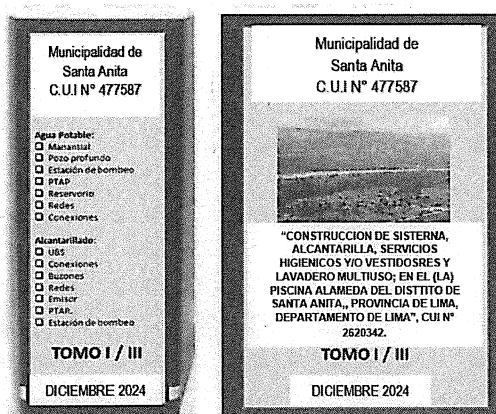 Municipalidad de
Santa Anita
C.U.I N° 477587
Agua Potable:
Manantial
Pozo profundo
Estación de bombeo
PTAP
Reservorio
Redes
Conexiones
Alcantarillado:
UBS
Conexiones
Buzones
Redes
Emisor
PTAR.
Estación de bombeo
TOMO I / III
DICIEMBRE 2024
Municipalidad de
Santa Anita
C.U.I N° 477587
"CONSTRUCCION DE SISTERNA,
ALCANTARILLA, SERVICIOS
HIGIENICOS Y/O VESTIDOSRES Y
LAVADERO MULTIUSO; EN EL (LA)
PISCINA ALAMEDA DEL DISTTITO DE
SANTA ANITA,, PROVINCIA DE LIMA,
DEPARTAMENTO DE LIMA", CUI N°
2620342.
TOMO I / III
DICIEMBRE 2024